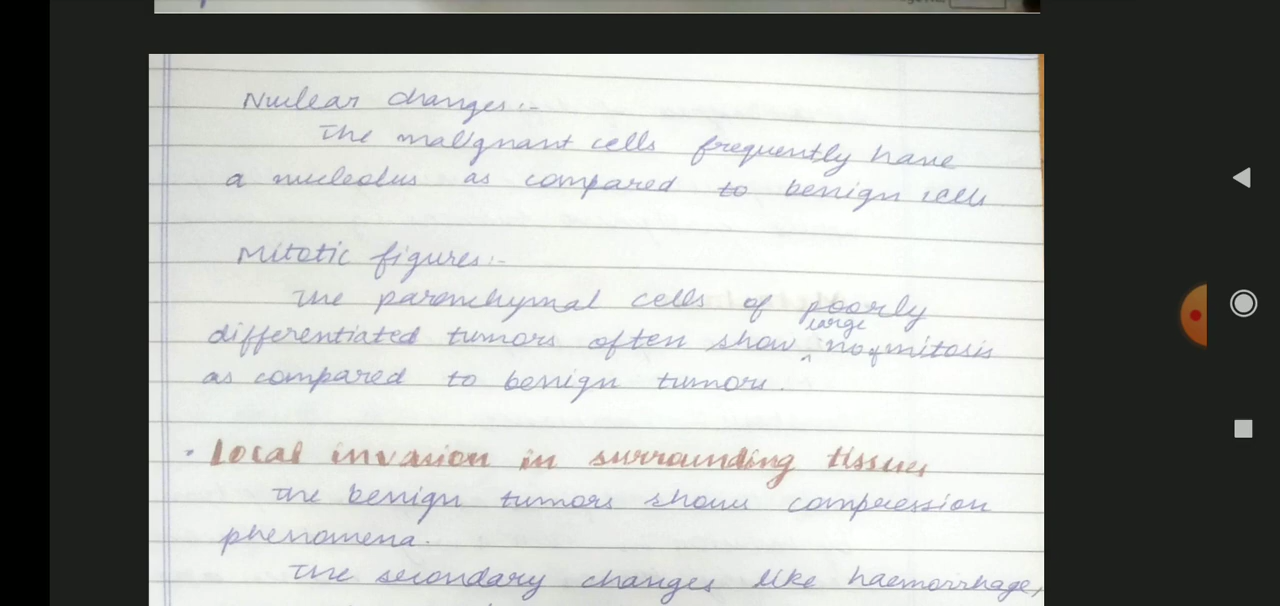 Nuclear changes:-
The malignant cells frequently have
a nucleolus as compared to benign cells
Mitotic figures:-
The parenchymal cells of poorly
differentiated tumors often show large no of mitosis
as compared to benign tumors.
• Local invasion in surrounding tissues
The benign tumors shows compression
phenomena.
The secondary changes like haemorrhage,